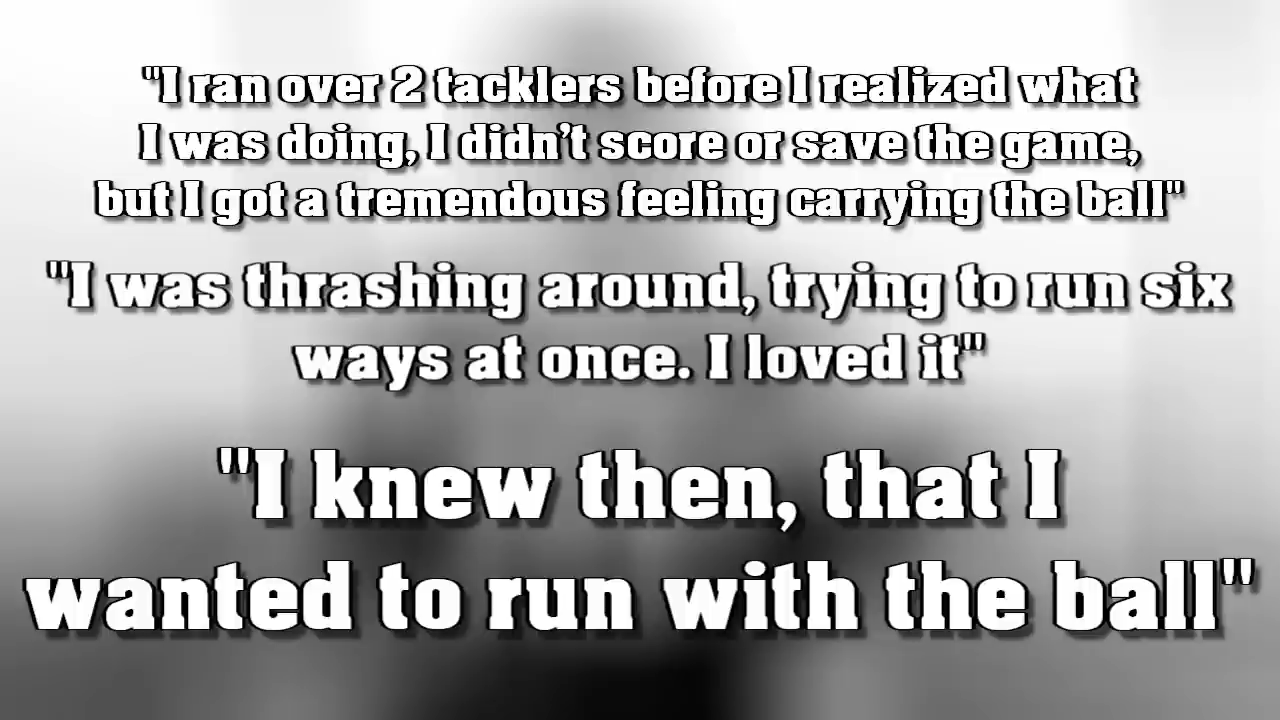 "I ran over 2 tacklers before I realized what
I was doing, I didn't score or save the game,
but I got a tremendous feeling carrying the ball"
"I was thrashing around, trying to run six
ways at once. I loved it"
"I knew then, that I
wanted to run with the ball"